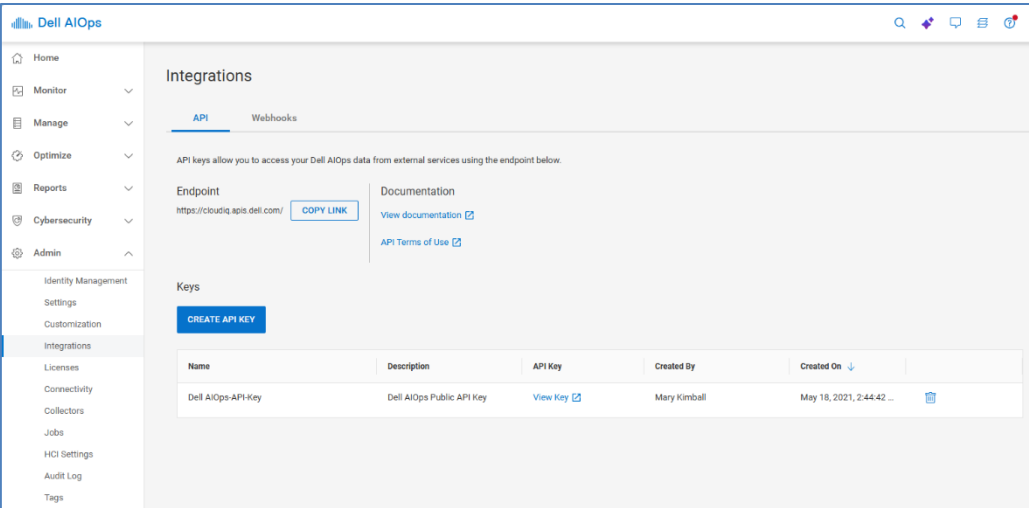 Dell AIOps
Home
Monitor
Manage
Optimize
Reports
Cybersecurity
Admin
Identity Management
Settings
Customization
Integrations
Licenses
Connectivity
Collectors
Jobs
HCI Settings
Audit Log
Tags
Integrations
API Webhooks
API keys allow you to access your Dell AIOps data from external services using the endpoint below.
Endpoint
https://cloudiq.apis.dell.com/ COPY LINK
Documentation
View documentation
API Terms of Use
Keys
CREATE API KEY
Name Description API Key Created By Created On
Dell AIOps-API-Key Dell AIOps Public API Key View Key Mary Kimball May 18, 2021, 2:44:42 ...